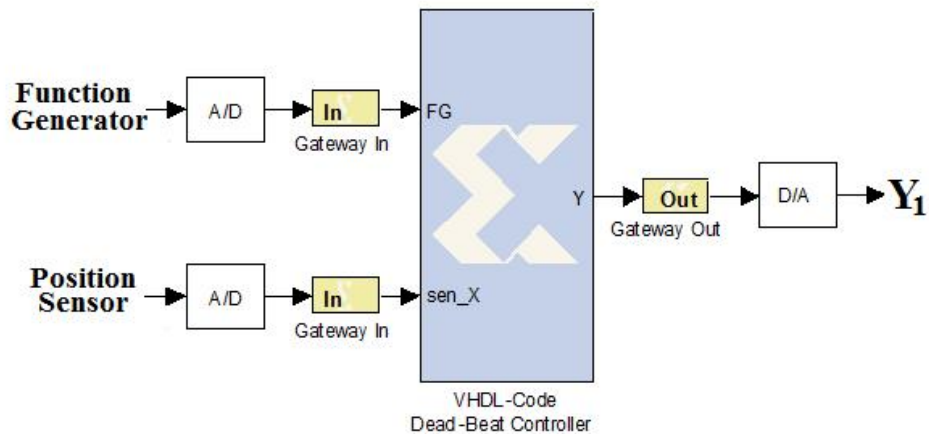 Function
Generator
A/D
In
Gateway In
FG
Y
Out
Gateway Out
D/A
Y1
Position
Sensor
A/D
In
Gateway In
sen_X
VHDL-Code
Dead-Beat Controller